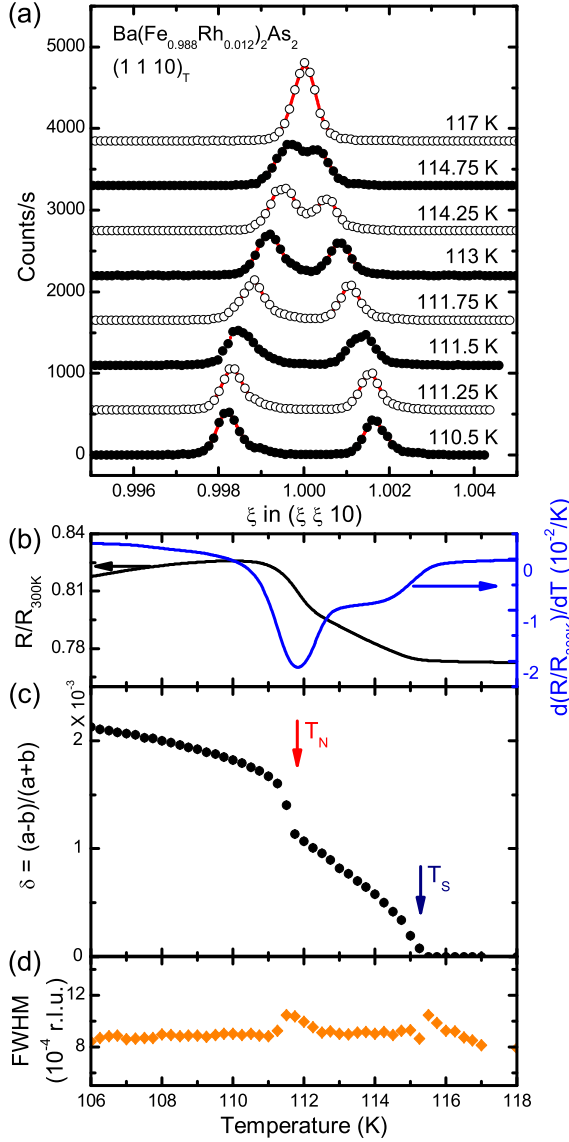 (a)
Ba(Fe0.988Rh0.012)2As2
(1 1 10)T
5000
4000
3000
2000
1000
0
Counts/s
117 K
114.75 K
114.25 K
113 K
111.75 K
111.5 K
111.25 K
110.5 K
0.996 0.998 1.000 1.002 1.004
ξ in (ξ ξ 10)
(b)
0.84
0.81
0.78
R/R300K
0
-1
-2
d(R/R300K)/dT (10-2/K)
(c)
X 10-3
2
1
0
δ = (a-b)/(a+b)
TN
TS
(d)
12
10
8
FWHM
(10-4 r.l.u.)
106 108 110 112 114 116 118
Temperature (K)